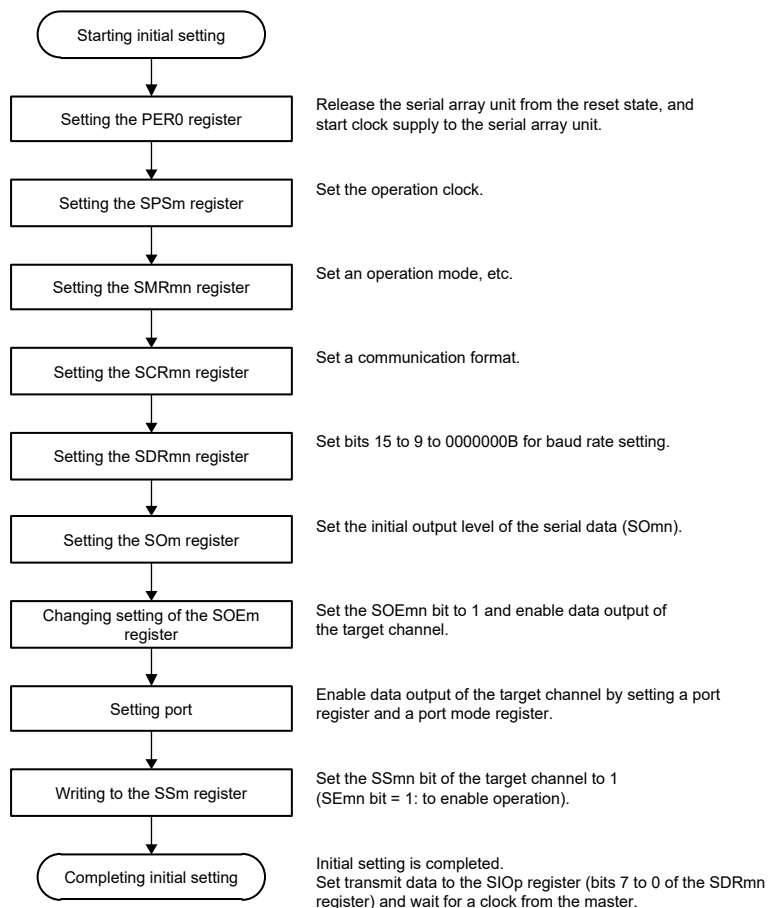 Starting initial setting
Setting the PER0 register
Release the serial array unit from the reset state, and
start clock supply to the serial array unit.
Setting the SPSm register
Set the operation clock.
Setting the SMRmn register
Set an operation mode, etc.
Setting the SCRmn register
Set a communication format.
Setting the SDRmn register
Set bits 15 to 9 to 0000000B for baud rate setting.
Setting the SOm register
Set the initial output level of the serial data (SOmn).
Changing setting of the SOEm
register
Set the SOEmn bit to 1 and enable data output of
the target channel.
Setting port
Enable data output of the target channel by setting a port
register and a port mode register.
Writing to the SSm register
Set the SSmn bit of the target channel to 1
(SEmn bit = 1: to enable operation).
Completing initial setting
Initial setting is completed.
Set transmit data to the SIOp register (bits 7 to 0 of the SDRmn
register) and wait for a clock from the master.